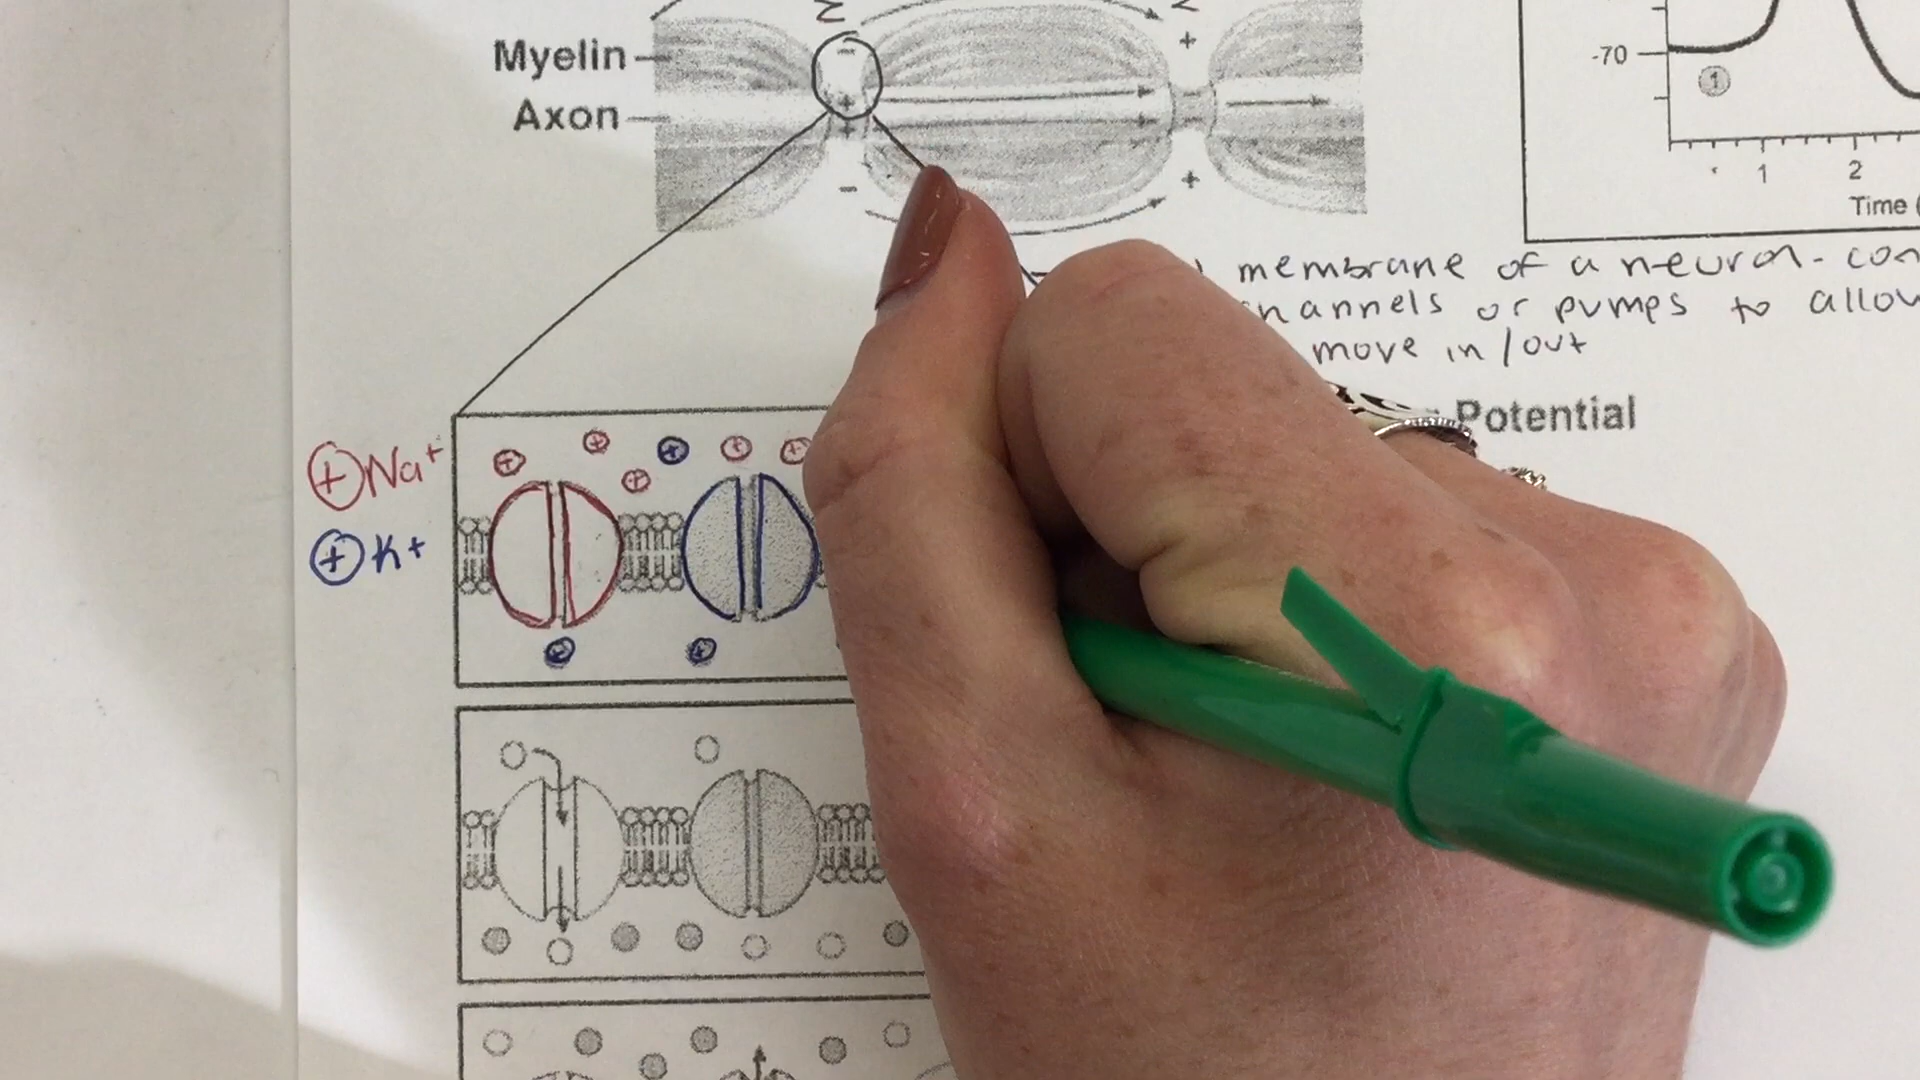 Myelin
Axon
-70
1
1 2
Time (
membrane of a neuron - con
channels or pumps to allow
move in/out
Potential
+ Na+
+ K+